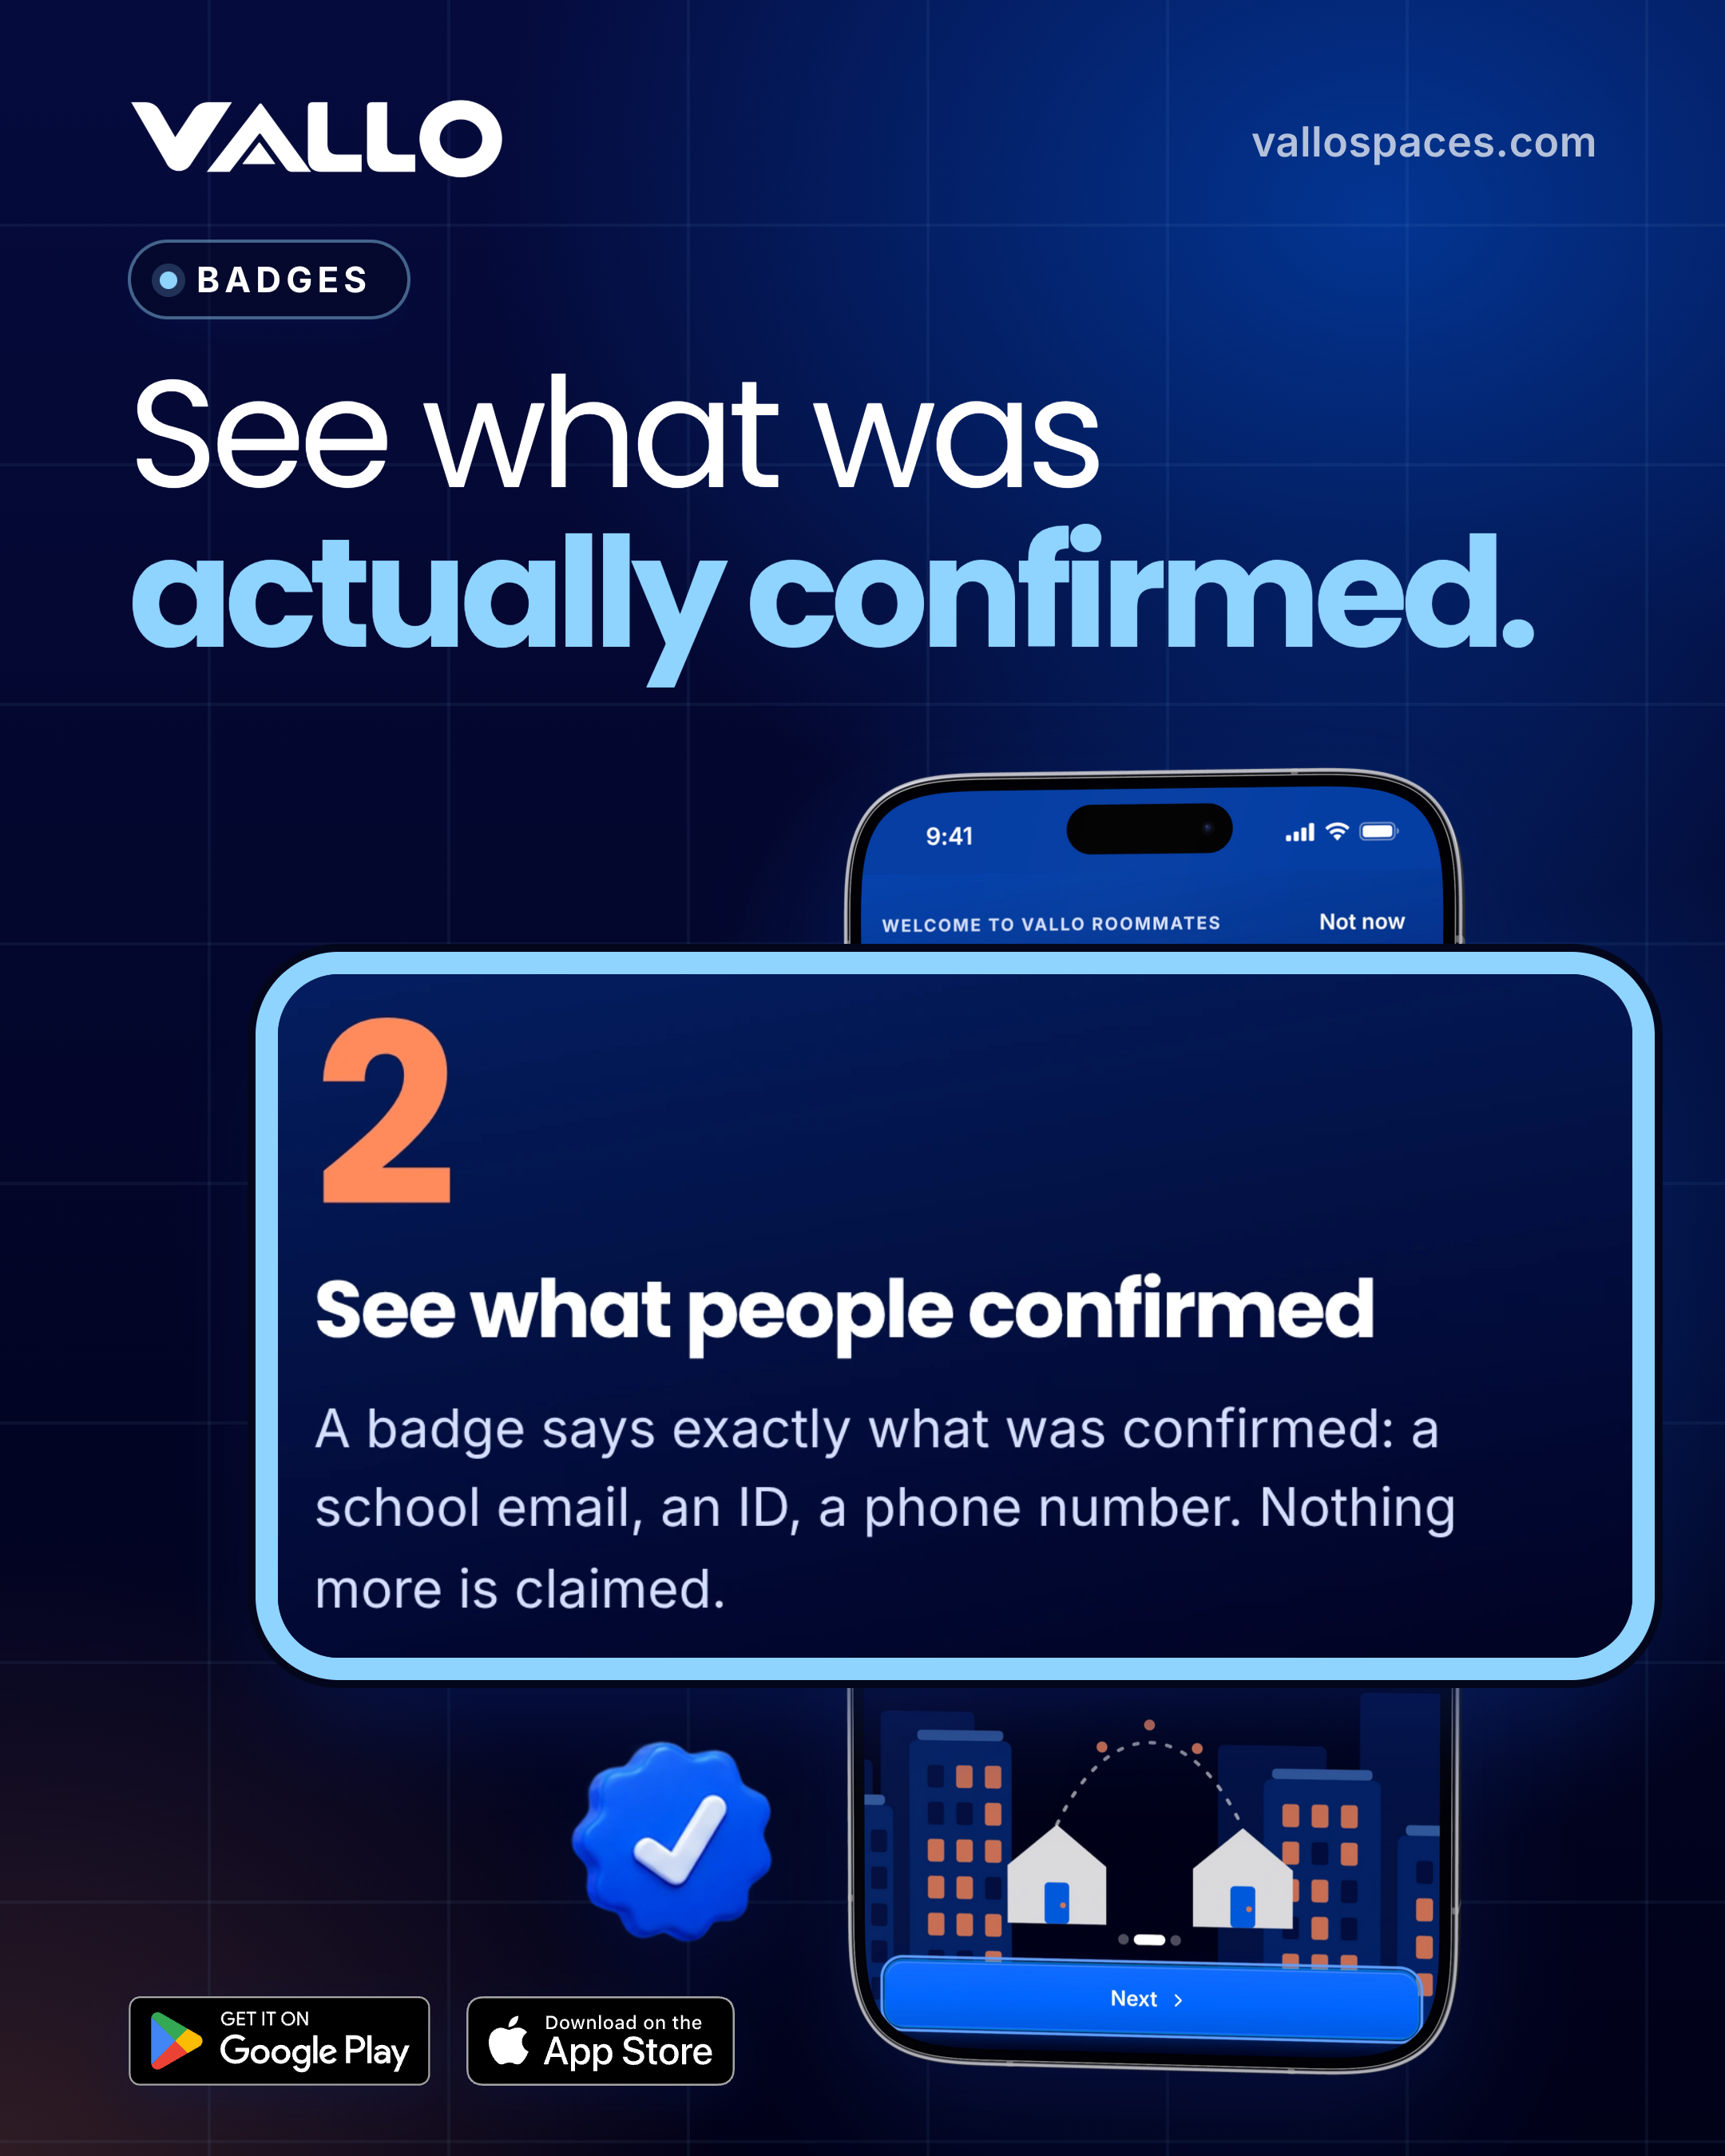 VALLO
vallospaces.com
BADGES
See what was
actually confirmed.
9:41
WELCOME TO VALLO ROOMMATES
Not now
2
See what people confirmed
A badge says exactly what was confirmed: a
school email, an ID, a phone number. Nothing
more is claimed.
Next
GET IT ON
Google Play
Download on the
App Store